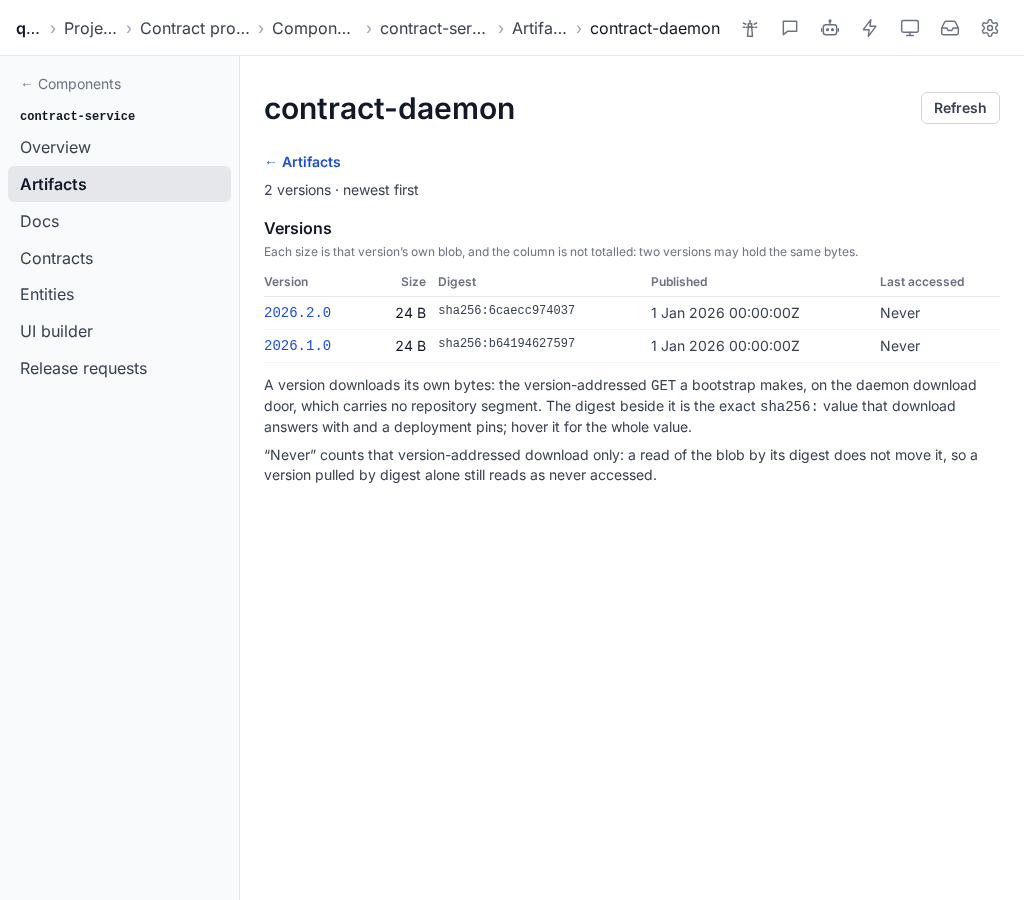 q… › Proje… › Contract pro… › Compon… › contract-ser… › Artifa… › contract-daemon
← Components
contract-service
Overview
Artifacts
Docs
Contracts
Entities
UI builder
Release requests
contract-daemon
Refresh
← Artifacts
2 versions · newest first
Versions
Each size is that version’s own blob, and the column is not totalled: two versions may hold the same bytes.
Version Size Digest Published Last accessed
2026.2.0 24 B sha256:6caecc974037 1 Jan 2026 00:00:00Z Never
2026.1.0 24 B sha256:b64194627597 1 Jan 2026 00:00:00Z Never
A version downloads its own bytes: the version-addressed GET a bootstrap makes, on the daemon download
door, which carries no repository segment. The digest beside it is the exact sha256: value that download
answers with and a deployment pins; hover it for the whole value.
“Never” counts that version-addressed download only: a read of the blob by its digest does not move it, so a
version pulled by digest alone still reads as never accessed.